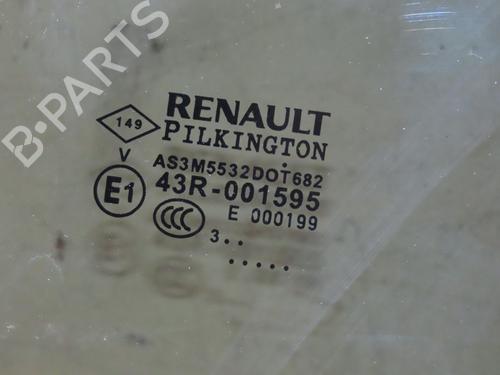 B-PARTS
RENAULT
149
PILKINGTON
V
AS3M5532DOT682
E1
43R-001595
CCC
E 000199
3..
.....